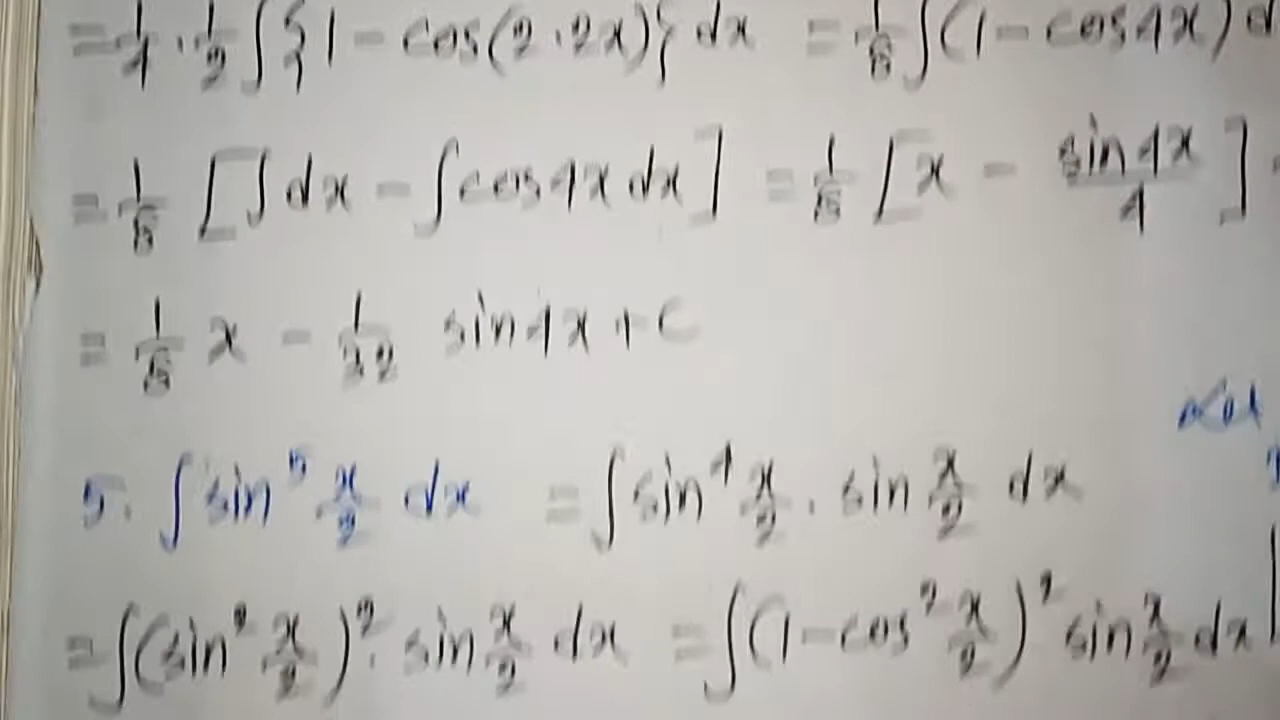 = 1/4 · 1/2 ∫{1 − cos(2·2x)} dx = 1/8 ∫(1 − cos4x) d
= 1/8 [∫dx − ∫cos4x dx] = 1/8 [x − sin4x/4]
= 1/8 x − 1/32 sin4x + c
Let
5. ∫sin⁵ x/2 dx = ∫sin⁴ x/2 . sin x/2 dx
= ∫(sin² x/2)². sin x/2 dx = ∫(1−cos² x/2)² sin x/2 dx